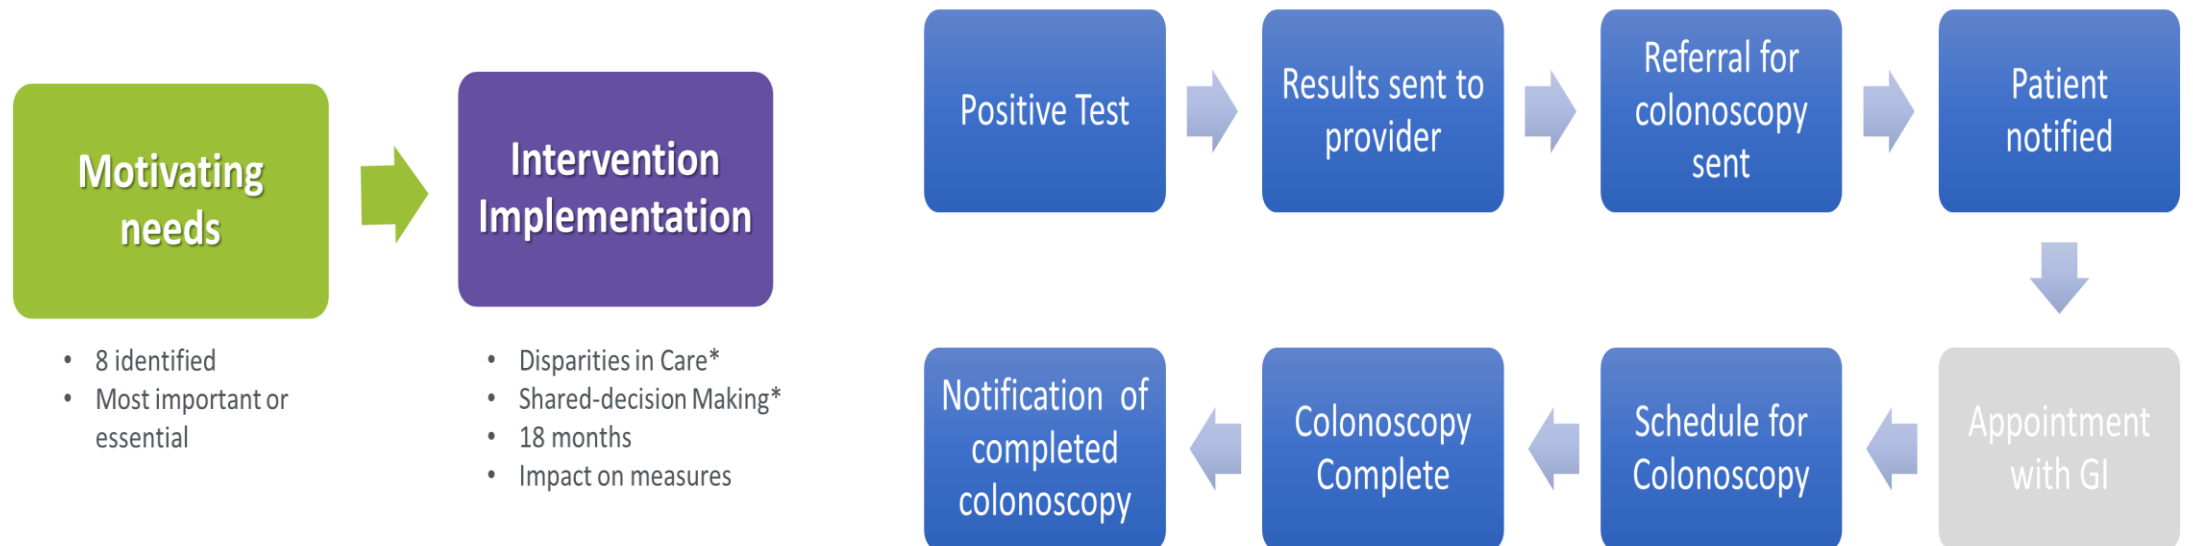 Motivating
needs
• 8 identified
• Most important or
essential
Intervention
Implementation
• Disparities in Care*
• Shared-decision Making*
• 18 months
• Impact on measures
Positive Test
Results sent to
provider
Referral for
colonoscopy
sent
Patient
notified
Appointment
with GI
Schedule for
Colonoscopy
Colonoscopy
Complete
Notification of
completed
colonoscopy